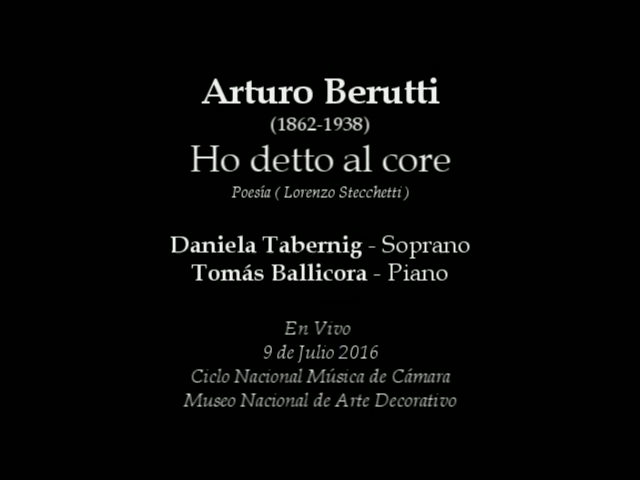 Arturo Berutti
(1862-1938)
Ho detto al core
Poesía ( Lorenzo Stecchetti )
Daniela Tabernig - Soprano
Tomás Ballicora - Piano
En Vivo
9 de Julio 2016
Ciclo Nacional Música de Cámara
Museo Nacional de Arte Decorativo